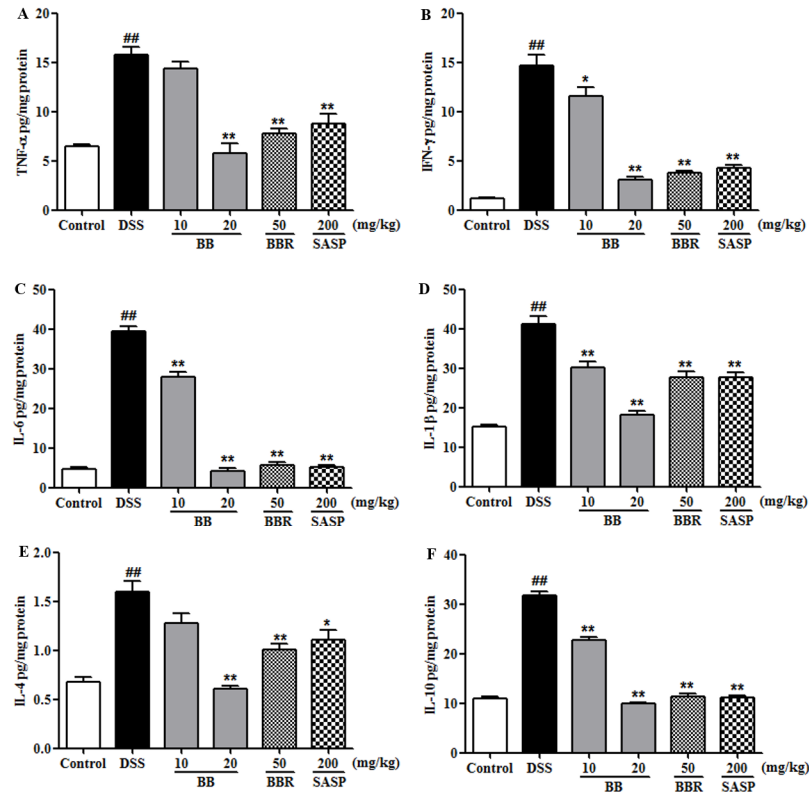 A
TNF-α pg/mg protein
20
15
10
5
0
##
** ** **
Control DSS 10 20 50 200 (mg/kg)
BB BBR SASP
B
IFN-γ pg/mg protein
20
15
10
5
0
##
*
** ** **
Control DSS 10 20 50 200 (mg/kg)
BB BBR SASP
C
IL-6 pg/mg protein
50
40
30
20
10
0
##
**
** ** **
Control DSS 10 20 50 200 (mg/kg)
BB BBR SASP
D
IL-1β pg/mg protein
50
40
30
20
10
0
##
** ** ** **
Control DSS 10 20 50 200 (mg/kg)
BB BBR SASP
E
IL-4 pg/mg protein
2.0
1.5
1.0
0.5
0.0
##
** ** *
Control DSS 10 20 50 200 (mg/kg)
BB BBR SASP
F
IL-10 pg/mg protein
40
30
20
10
0
##
**
** ** **
Control DSS 10 20 50 200 (mg/kg)
BB BBR SASP